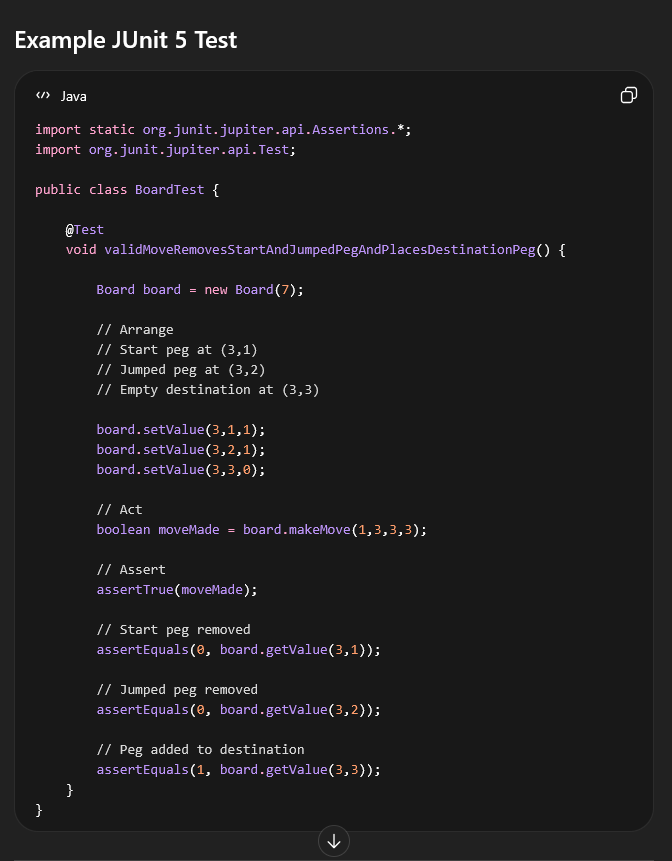 Example JUnit 5 Test
Java
import static org.junit.jupiter.api.Assertions.*;
import org.junit.jupiter.api.Test;
public class BoardTest {
@Test
void validMoveRemovesStartAndJumpedPegAndPlacesDestinationPeg() {
Board board = new Board(7);
// Arrange
// Start peg at (3,1)
// Jumped peg at (3,2)
// Empty destination at (3,3)
board.setValue(3,1,1);
board.setValue(3,2,1);
board.setValue(3,3,0);
// Act
boolean moveMade = board.makeMove(1,3,3,3);
// Assert
assertTrue(moveMade);
// Start peg removed
assertEquals(0, board.getValue(3,1));
// Jumped peg removed
assertEquals(0, board.getValue(3,2));
// Peg added to destination
assertEquals(1, board.getValue(3,3));
}
}